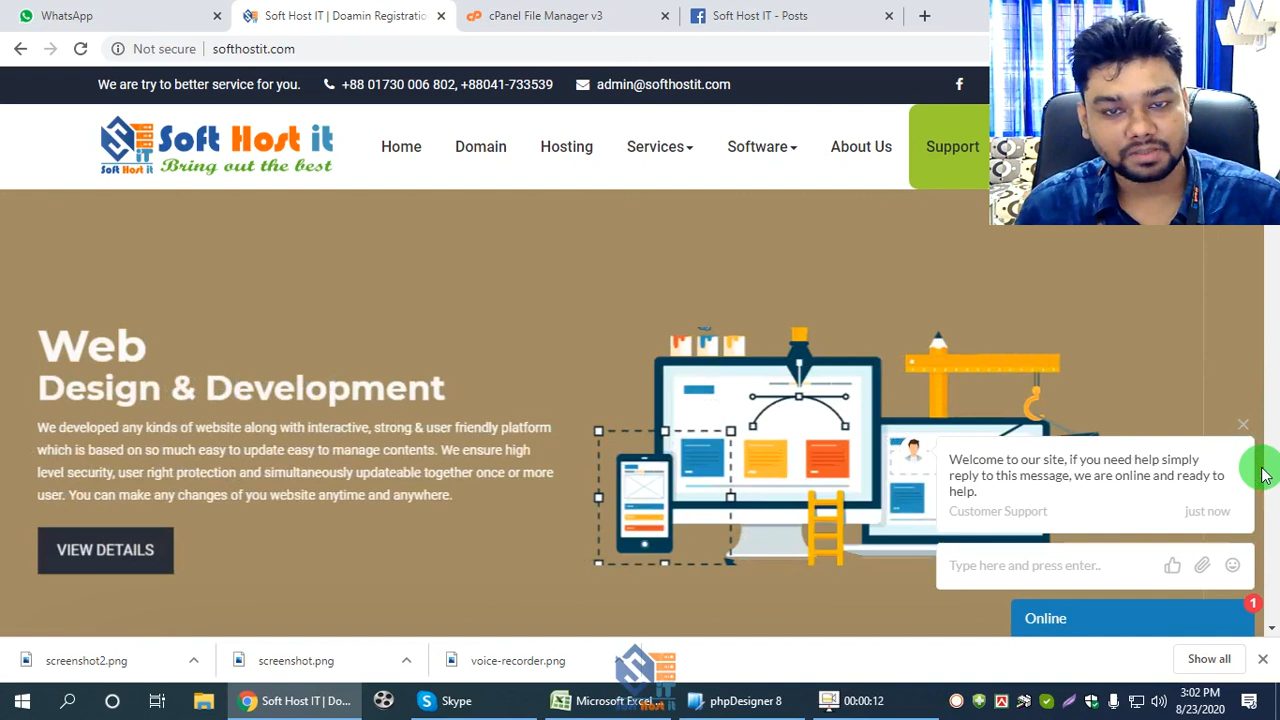 WhatsApp
Soft Host IT | Doamin Registratio
cPanel File Manager v3
Soft Host IT - Posts
Not secure
softhostit.com
We are try to better service for you.
+88 01730 006 802, +88041-733539
admin@softhostit.com
Soft Host it
Bring out the best
IT
Soft Host it
Home
Domain
Hosting
Services
Software
About Us
Support
Web
Design & Development
We developed any kinds of website along with interactive, strong & user friendly platform
which is based on so much easy to update easy to manage contents. We ensure high
level security, user right protection and simultaneously updateable together once or more
user. You can make any changes of you website anytime and anywhere.
VIEW DETAILS
Welcome to our site, if you need help simply
reply to this message, we are online and ready to
help.
Customer Support
just now
Type here and press enter..
1
Online
screenshot2.png
screenshot.png
voice-recorder.png
Show all
IT
Soft Host it
Soft Host IT | Do...
Skype
Microsoft Excel...
phpDesigner 8
00:00:12
3:02 PM
8/23/2020